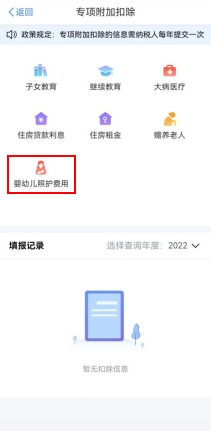 返回
专项附加扣除
政策规定：专项附加扣除的信息需纳税人每年提交一次
子女教育 继续教育 大病医疗
住房贷款利息 住房租金 赡养老人
婴幼儿照护费用
填报记录 选择查询年度：2022
暂无扣除信息